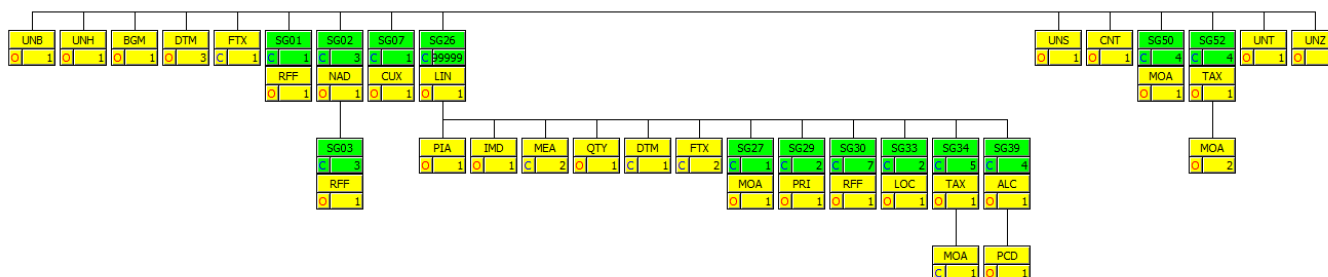 UNB UNH BGM DTM FTX SG01 SG02 SG07 SG26 UNS CNT SG50 SG52 UNT UNZ
O 1 O 1 O 1 O 3 C 1 C 1 C 3 C 1 C 99999 O 1 O 1 C 4 C 4 O 1 O
RFF NAD CUX LIN MOA TAX
O 1 O 1 O 1 O 1 O 1 O 1
SG03 PIA IMD MEA QTY DTM FTX SG27 SG29 SG30 SG33 SG34 SG39 MOA
C 3 O 1 O 1 C 2 O 1 C 1 C 2 C 1 C 2 C 7 C 2 C 5 C 4 O 2
RFF MOA PRI RFF LOC TAX ALC
O 1 O 1 O 1 O 1 O 1 O 1 O 1
MOA PCD
C 1 O 1